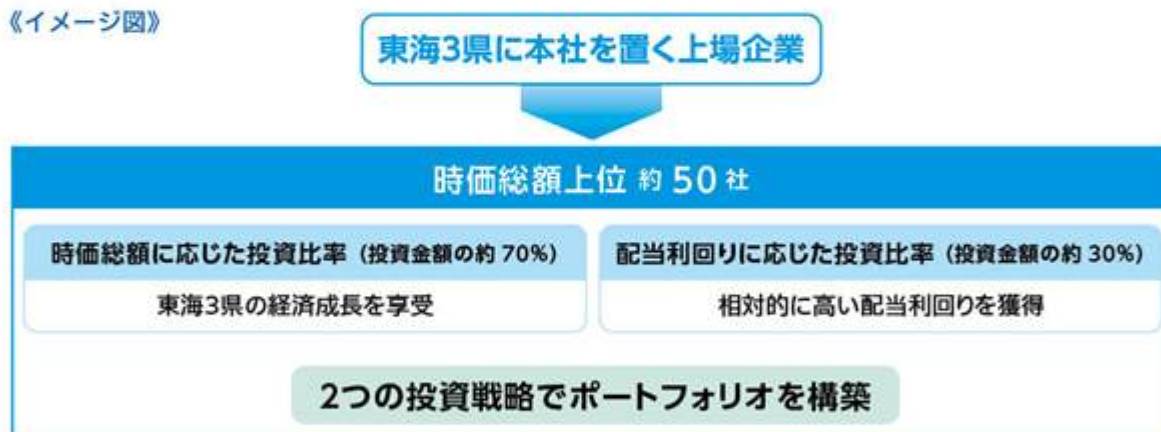 《イメージ図》
東海3県に本社を置く上場企業
時価総額上位 約 50 社
時価総額に応じた投資比率（投資金額の約 70%）
東海3県の経済成長を享受
配当利回りに応じた投資比率（投資金額の約 30%）
相対的に高い配当利回りを獲得
2つの投資戦略でポートフォリオを構築